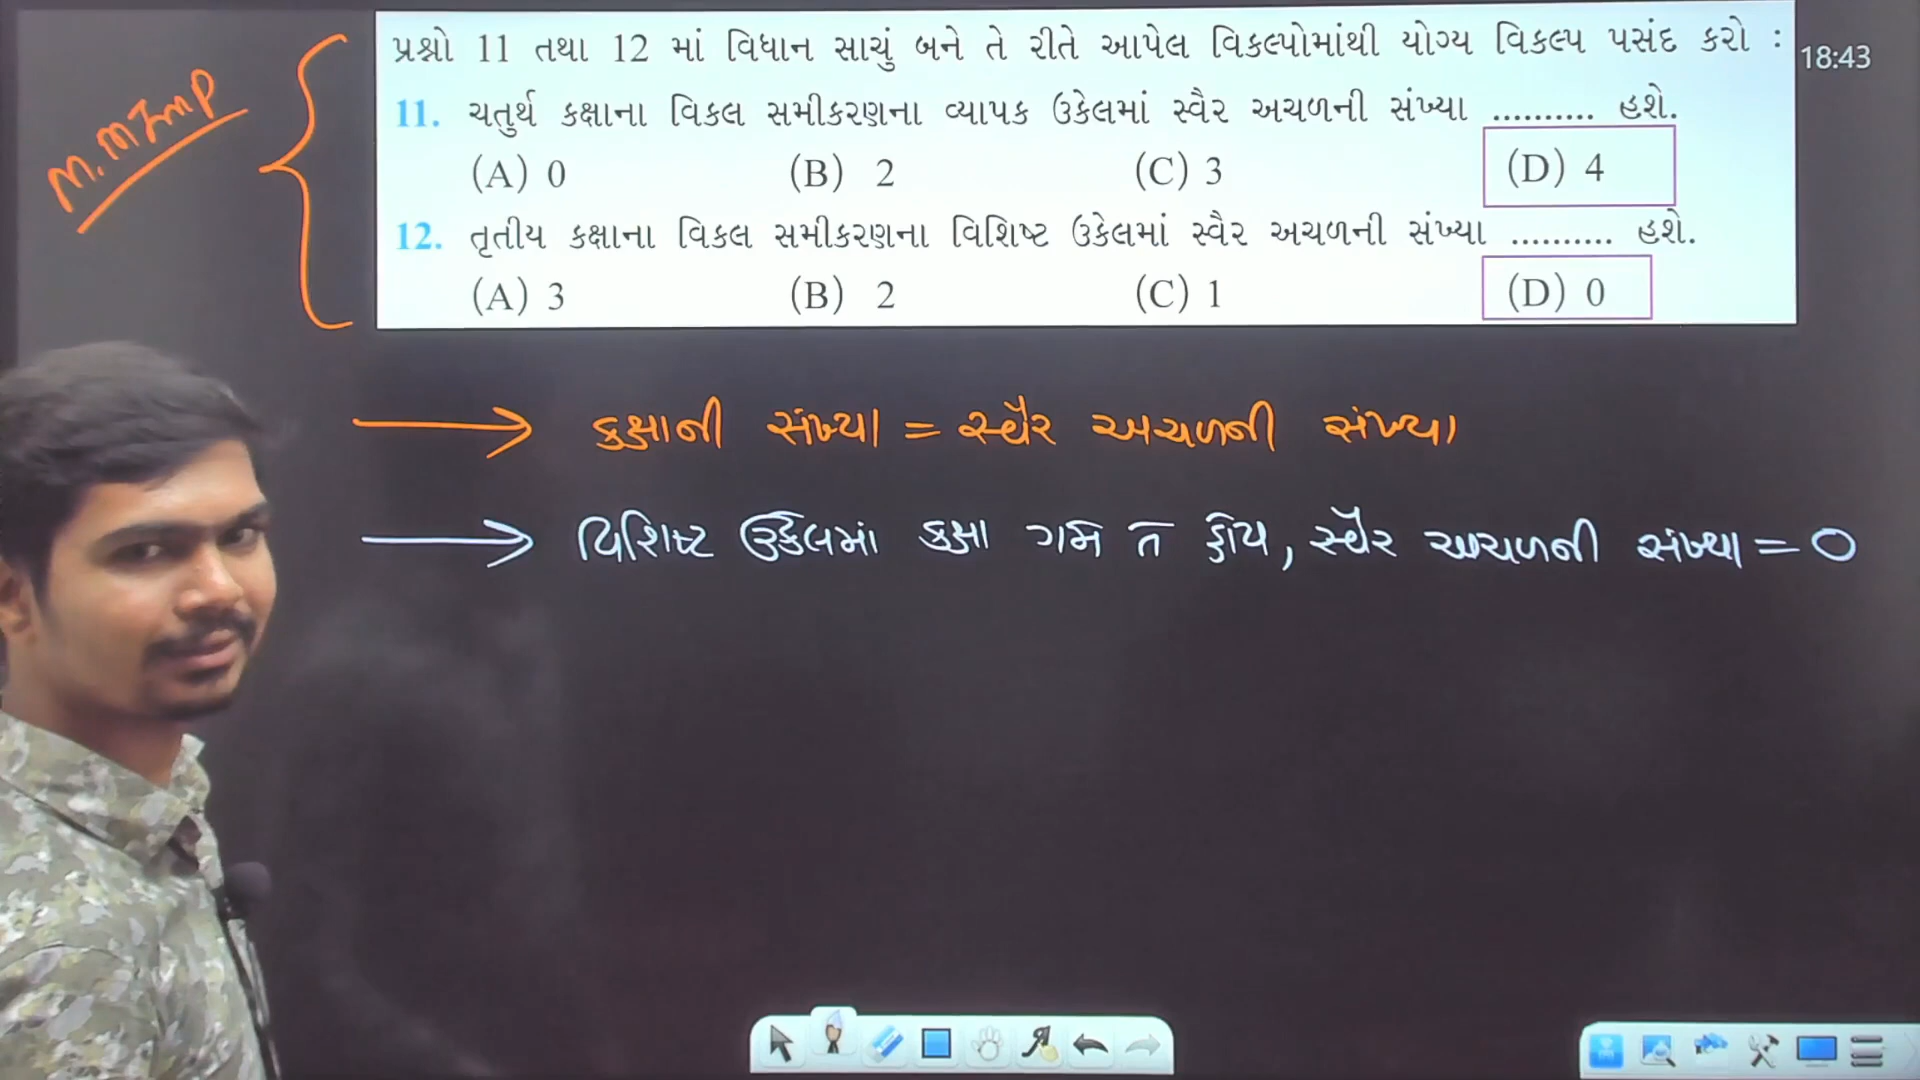 પ્રશ્નો 11 તથા 12 માં વિધાન સાચું બને તે રીતે આપેલ વિકલ્પોમાંથી યોગ્ય વિકલ્પ પસંદ કરો :
18:43
M.M Imp
11. ચતુર્થ કક્ષાના વિકલ સમીકરણના વ્યાપક ઉકેલમાં સ્વૈર અચળની સંખ્યા .......... હશે.
(A) 0 (B) 2 (C) 3 (D) 4
12. તૃતીય કક્ષાના વિકલ સમીકરણના વિશિષ્ટ ઉકેલમાં સ્વૈર અચળની સંખ્યા .......... હશે.
(A) 3 (B) 2 (C) 1 (D) 0
→ કક્ષાની સંખ્યા = સ્વૈર અચળની સંખ્યા
→ વિશિષ્ટ ઉકેલમાં કક્ષા ગમે તે હોય, સ્વૈર અચળની સંખ્યા = 0